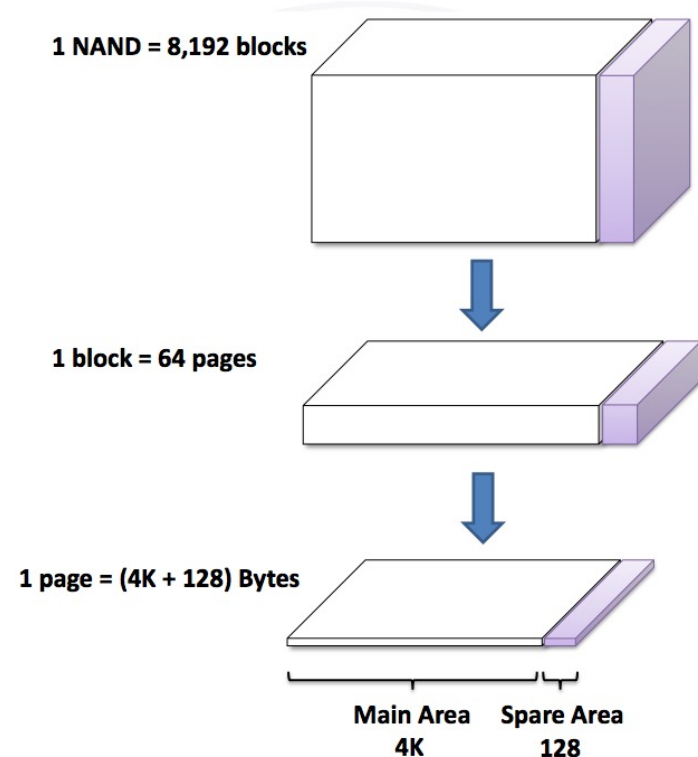 1 NAND = 8,192 blocks
1 block = 64 pages
1 page = (4K + 128) Bytes
Main Area Spare Area
4K 128